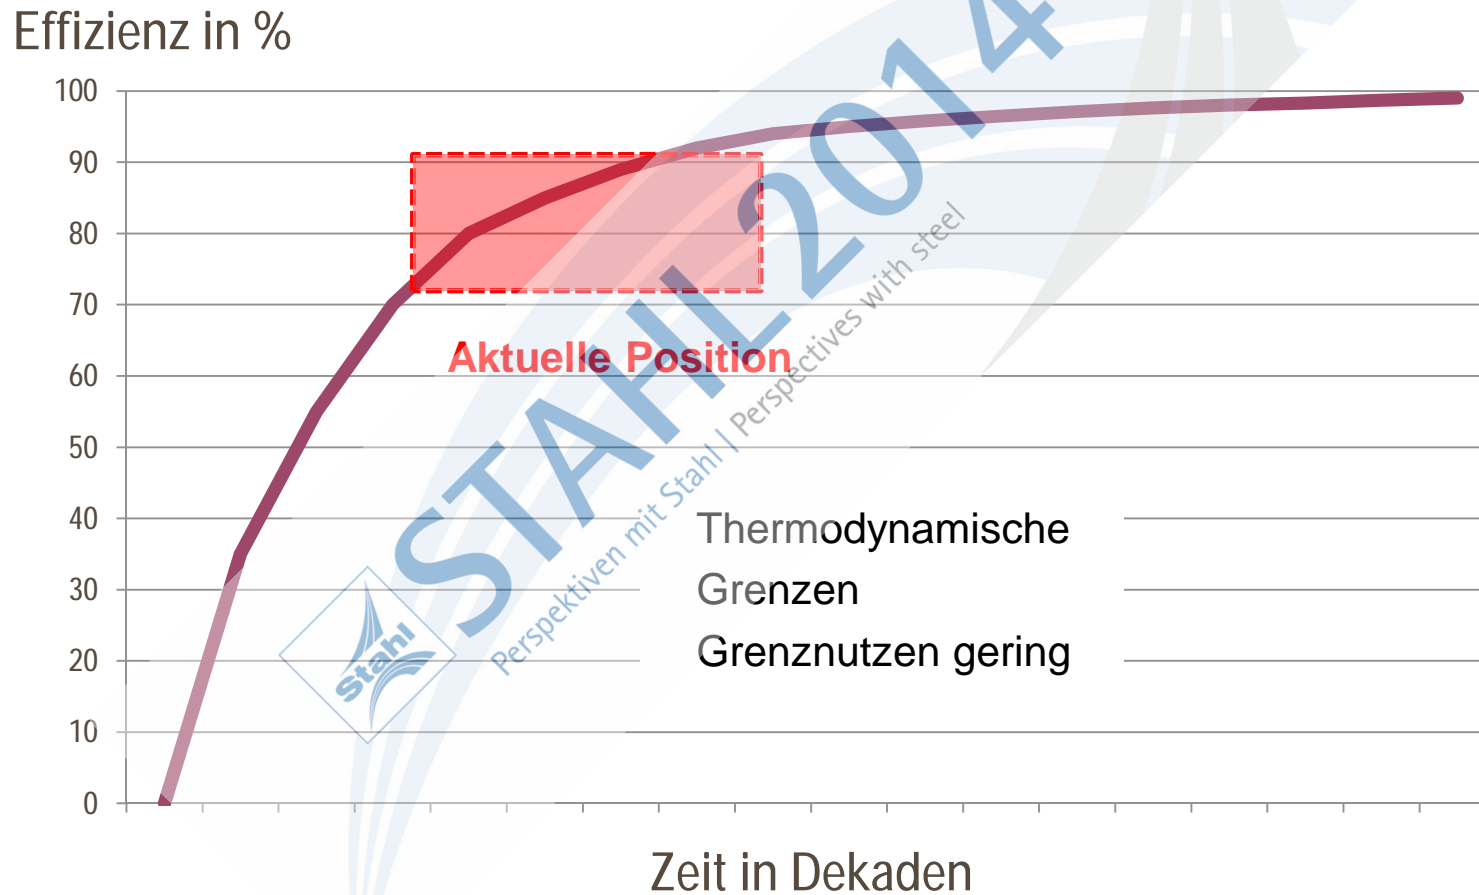 Effizienz in %
100
90
80
70
60
50
40
30
20
10
0
Aktuelle Position
Thermodynamische
Grenzen
Grenznutzen gering
Zeit in Dekaden
STAHL 2014
Perspektiven mit Stahl | Perspectives with steel
Stahl